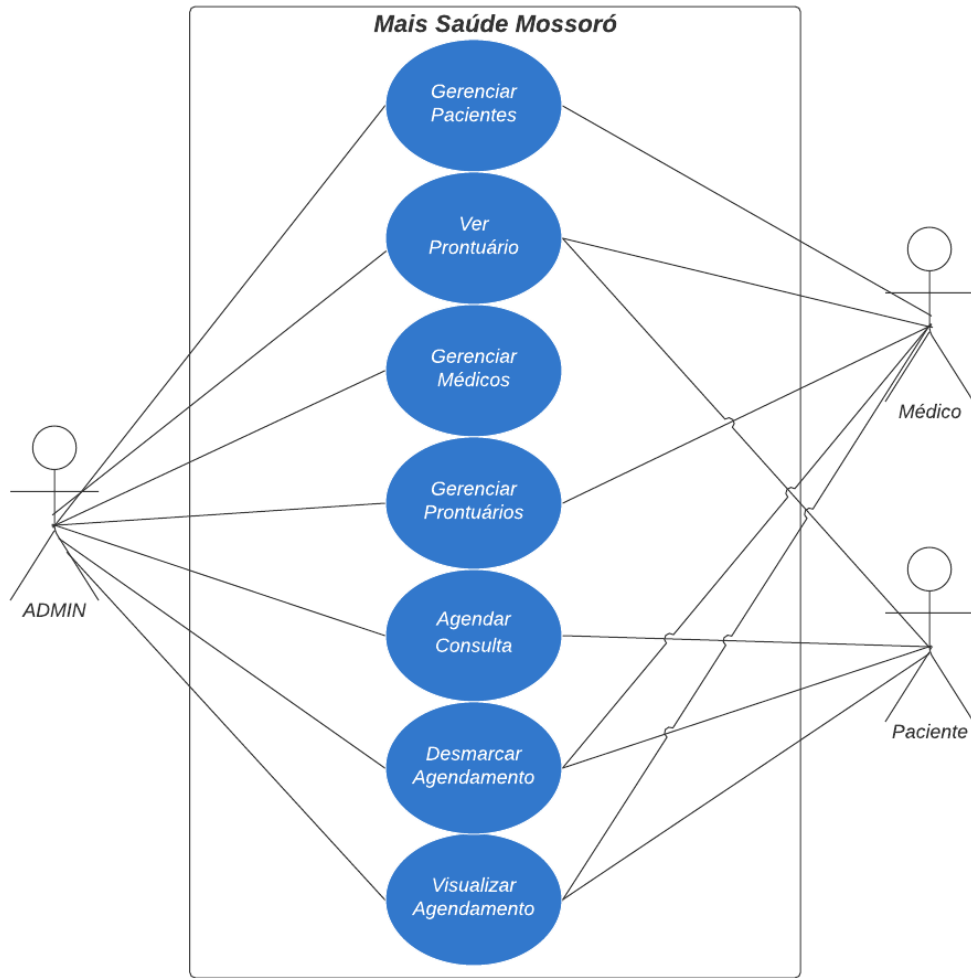 Mais Saúde Mossoró
Gerenciar
Pacientes
Ver
Prontuário
Gerenciar
Médicos
Médico
Gerenciar
Prontuários
ADMIN
Agendar
Consulta
Paciente
Desmarcar
Agendamento
Visualizar
Agendamento